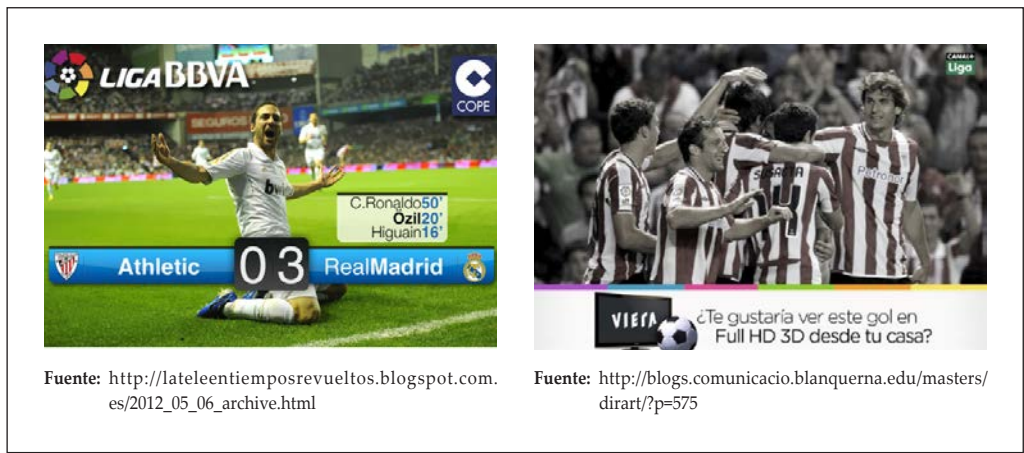 LIGA BBVA
COPE
C.Ronaldo50'
Özil20'
Higuaín16'
Athletic 0 3 RealMadrid
Fuente: http://lateleentiemposrevueltos.blogspot.com.
es/2012_05_06_archive.html
CANAL+
Liga
SUSAETA
Petronor
VIERA
¿Te gustaría ver este gol en
Full HD 3D desde tu casa?
Fuente: http://blogs.comunicacio.blanquerna.edu/masters/
dirart/?p=575